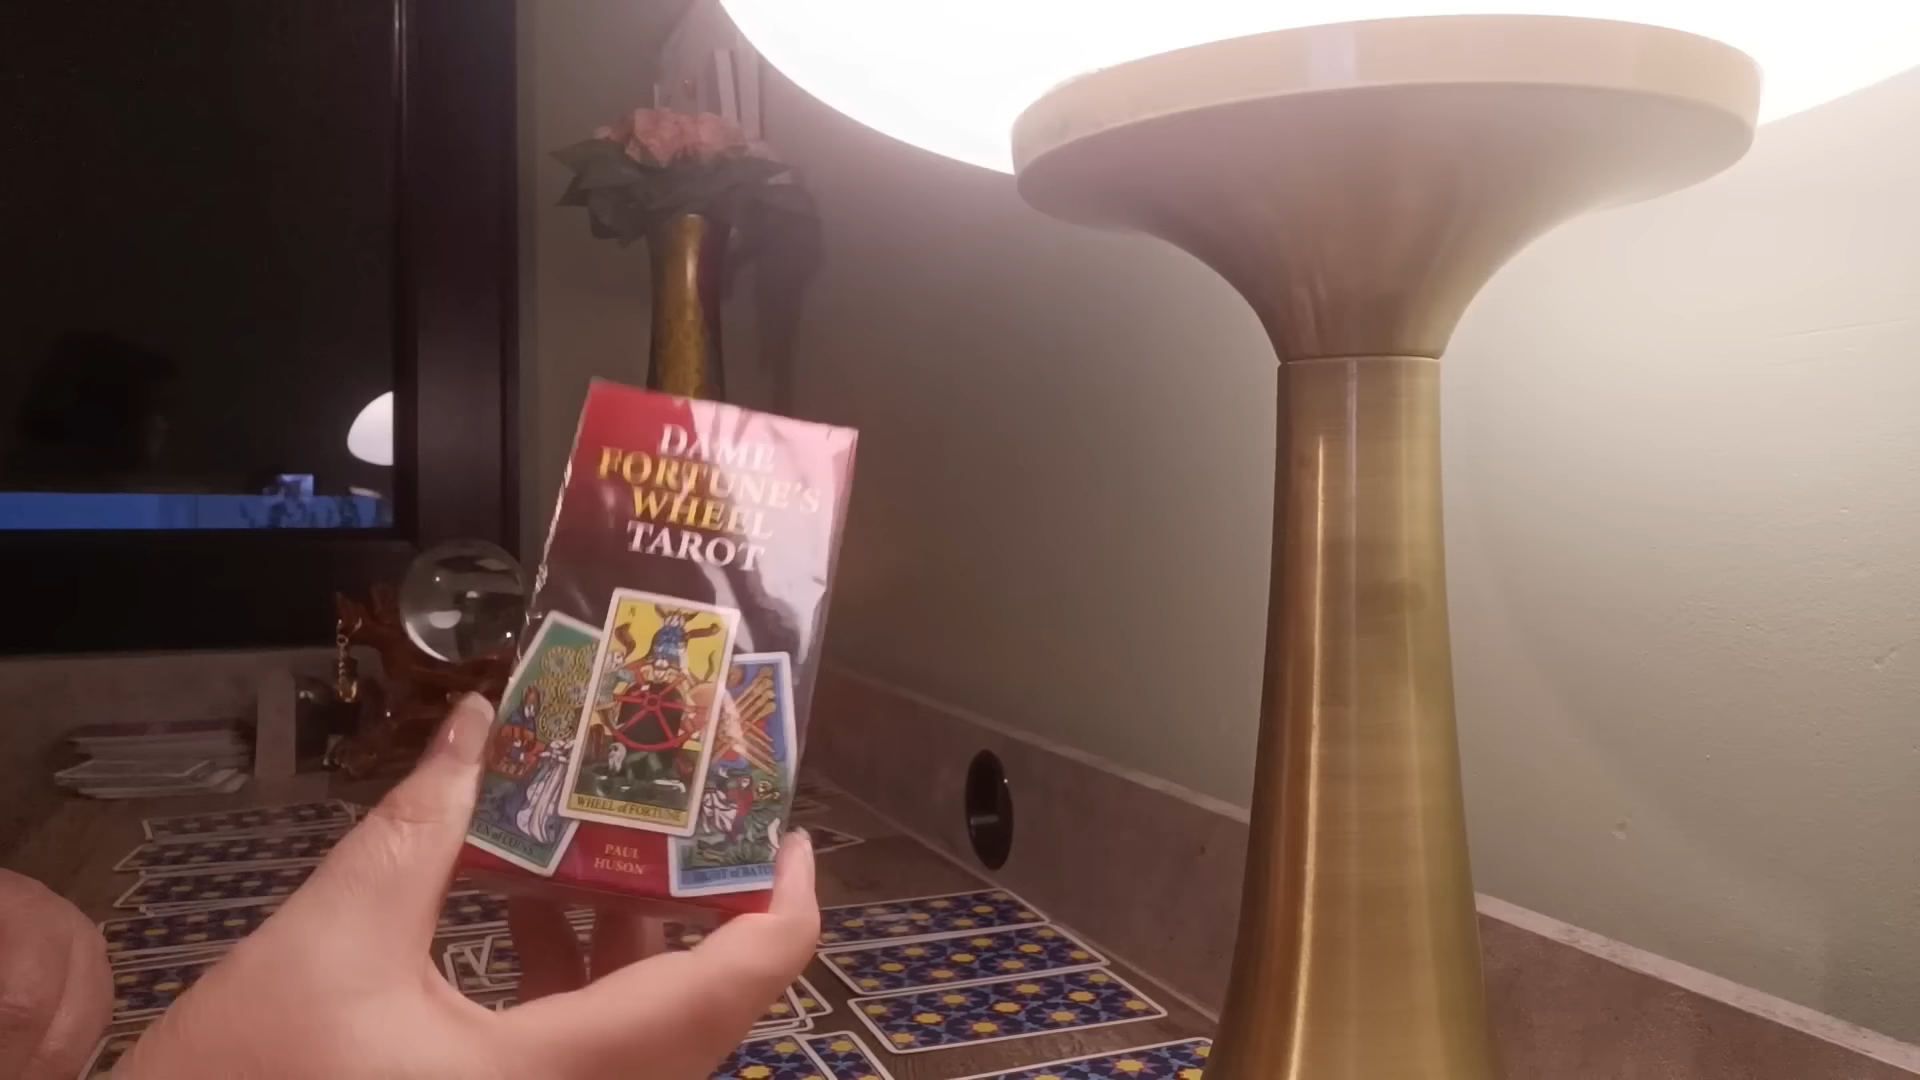 DAME
FORTUNE'S
WHEEL
TAROT
X
WHEEL of FORTUNE
PAUL
HUSON